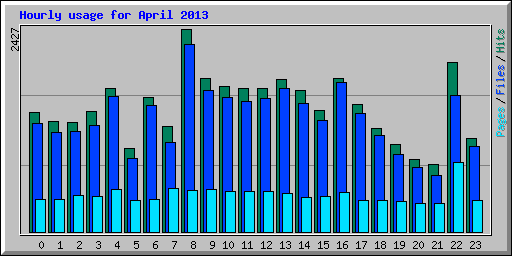 Hourly usage for April 2013
2427
Pages / Files / Hits
0 1 2 3 4 5 6 7 8 9 10 11 12 13 14 15 16 17 18 19 20 21 22 23